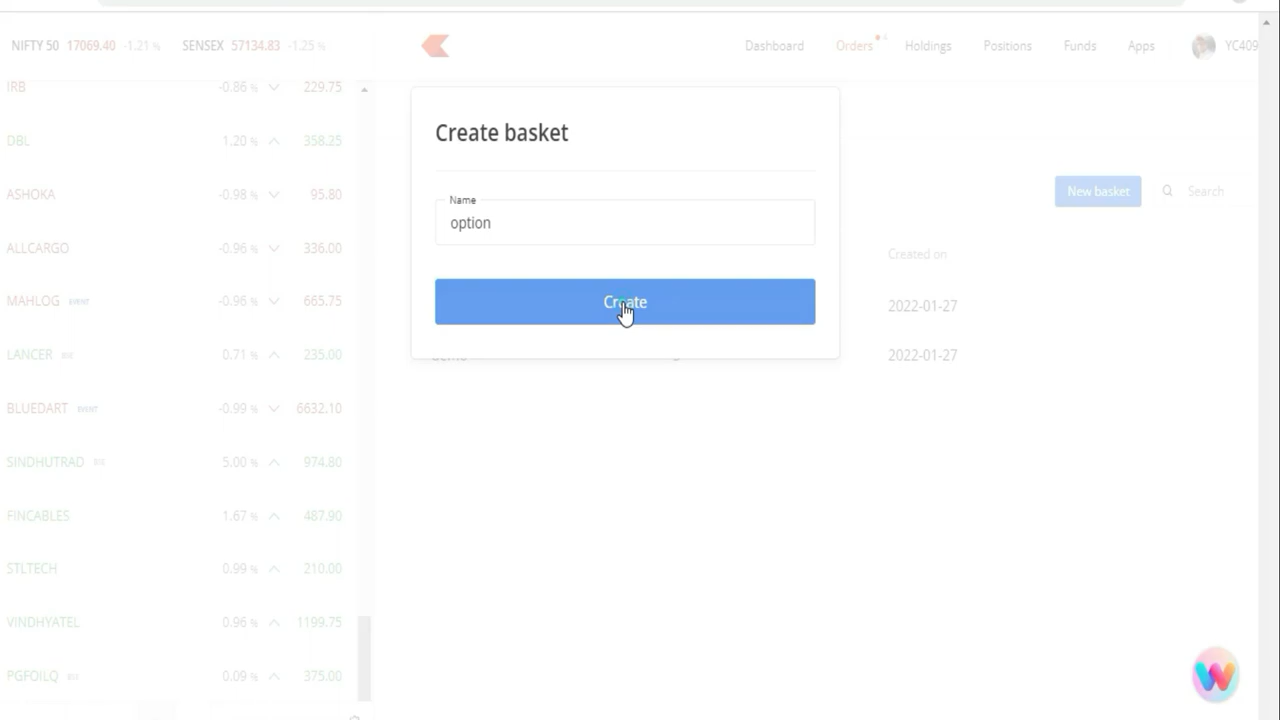 NIFTY 50 17069.40 -1.21 % SENSEX 57134.83 -1.25 %
Dashboard Orders 4 Holdings Positions Funds Apps YC409
IRB -0.86 % 229.75
DBL 1.20 % 358.25
ASHOKA -0.98 % 95.80
ALLCARGO -0.96 % 336.00
MAHLOG EVENT -0.96 % 665.75
LANCER BSE 0.71 % 235.00
BLUEDART EVENT -0.99 % 6632.10
SINDHUTRAD BSE 5.00 % 974.80
FINCABLES 1.67 % 487.90
STLTECH 0.99 % 210.00
VINDHYATEL 0.96 % 1199.75
PGFOILQ BSE 0.09 % 375.00
Create basket
Name
option
Create
New basket Search
Created on
2022-01-27
demo 2022-01-27